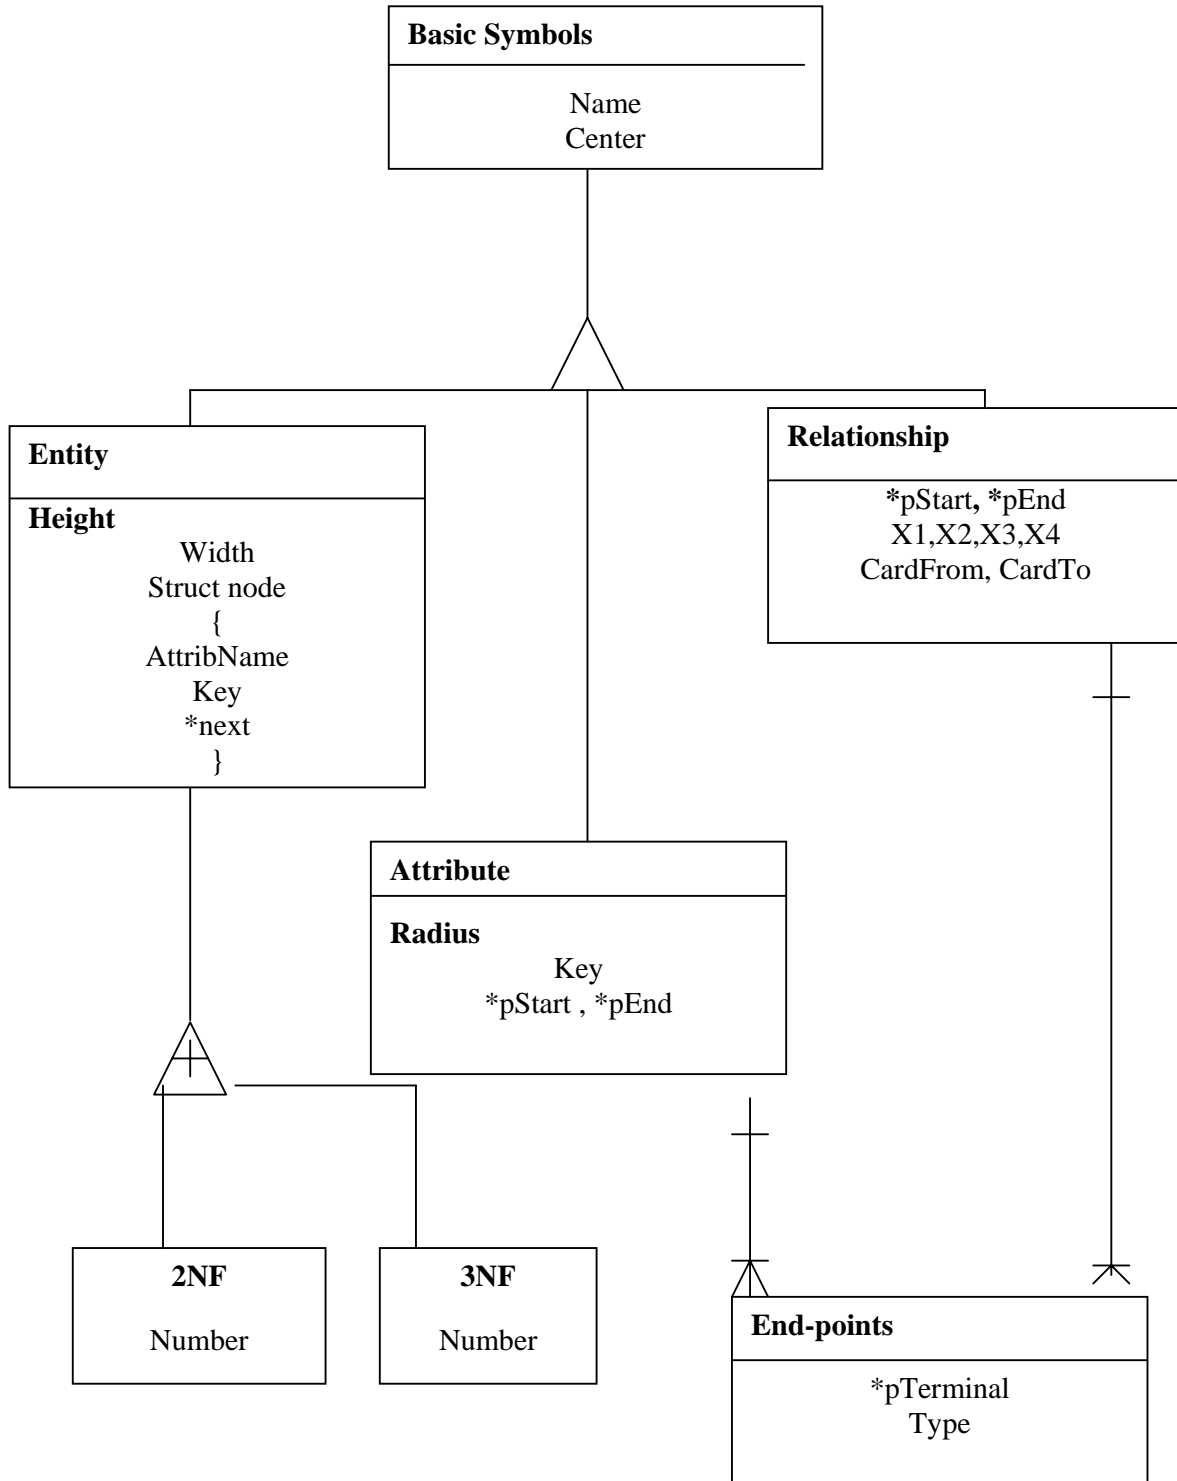 Basic Symbols
Name
Center
Entity
Height
Width
Struct node
{
AttribName
Key
*next
}
Relationship
*pStart, *pEnd
X1,X2,X3,X4
CardFrom, CardTo
Attribute
Radius
Key
*pStart , *pEnd
2NF
Number
3NF
Number
End-points
*pTerminal
Type